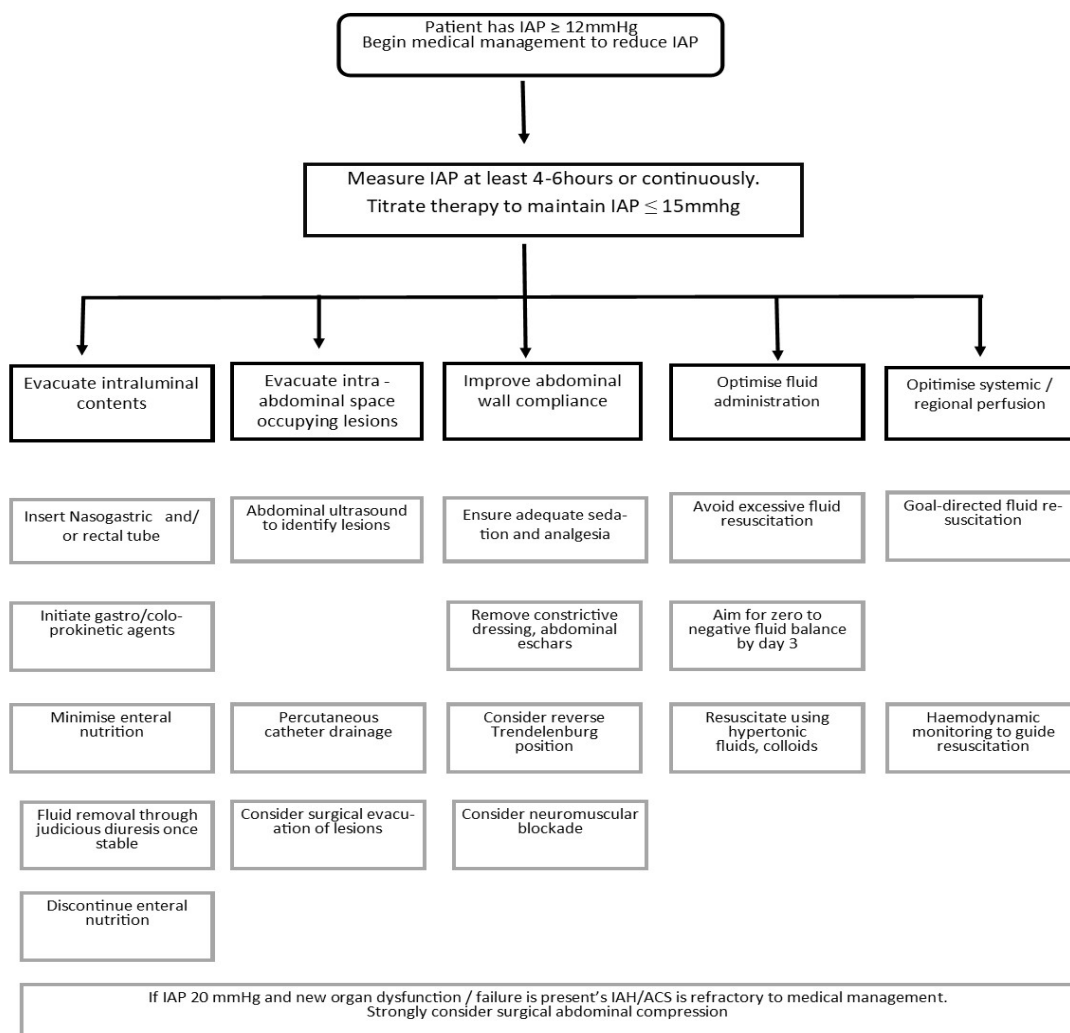 Patient has IAP ≥ 12mmHg
Begin medical management to reduce IAP
Measure IAP at least 4-6hours or continuously.
Titrate therapy to maintain IAP ≤ 15mmhg
Evacuate intraluminal
contents
Evacuate intra -
abdominal space
occupying lesions
Improve abdominal
wall compliance
Optimise fluid
administration
Opitimise systemic /
regional perfusion
Insert Nasogastric and/
or rectal tube
Abdominal ultrasound
to identify lesions
Ensure adequate seda-
tion and analgesia
Avoid excessive fluid
resuscitation
Goal-directed fluid re-
suscitation
Initiate gastro/colo-
prokinetic agents
Remove constrictive
dressing, abdominal
eschars
Aim for zero to
negative fluid balance
by day 3
Minimise enteral
nutrition
Percutaneous
catheter drainage
Consider reverse
Trendelenburg
position
Resuscitate using
hypertonic
fluids, colloids
Haemodynamic
monitoring to guide
resuscitation
Fluid removal through
judicious diuresis once
stable
Consider surgical evacu-
ation of lesions
Consider neuromuscular
blockade
Discontinue enteral
nutrition
If IAP 20 mmHg and new organ dysfunction / failure is present's IAH/ACS is refractory to medical management.
Strongly consider surgical abdominal compression